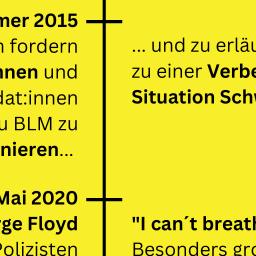 mer 2015
fordern
nnen und
dat:innen
u BLM zu
nieren...
Mai 2020
rge Floyd
Polizisten
... und zu erläu
zu einer Verbe
Situation Schw
"I can´t breath
Besonders gro